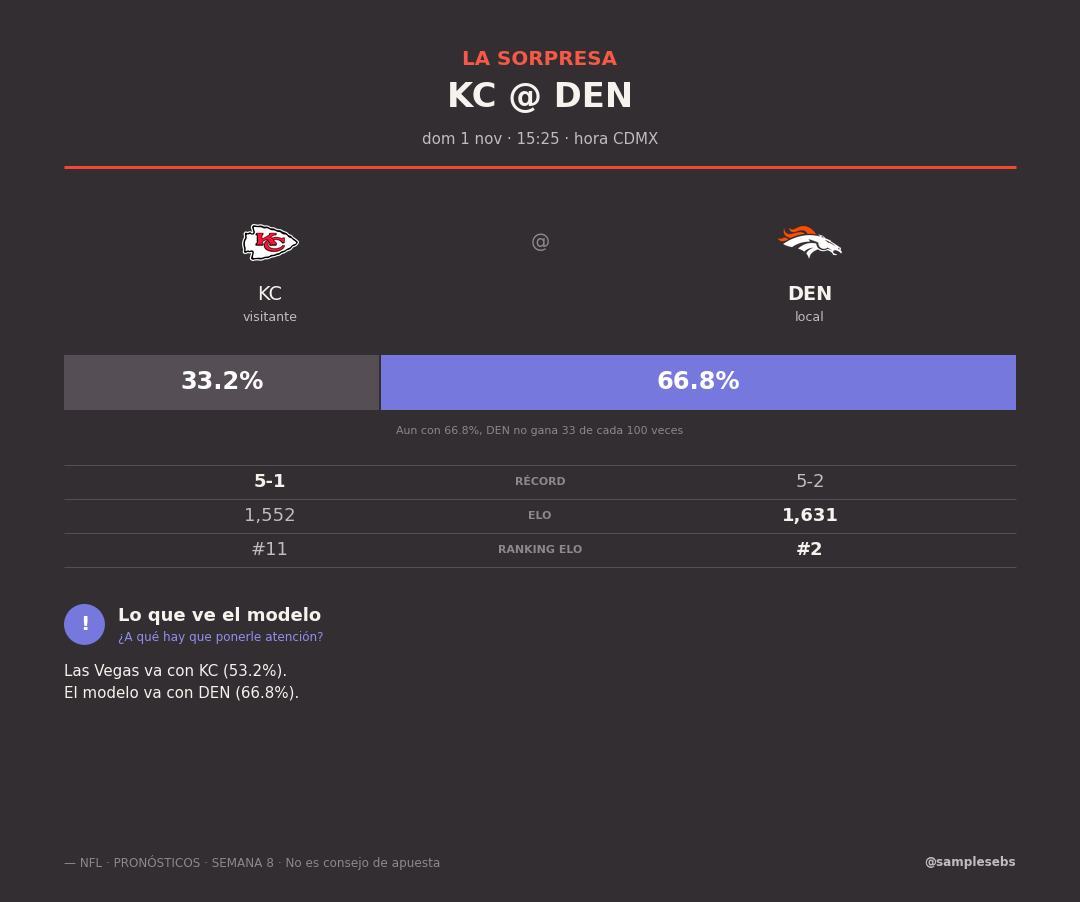 LA SORPRESA
KC @ DEN
dom 1 nov · 15:25 · hora CDMX
KC
@
KC
DEN
visitante
local
33.2%
66.8%
Aun con 66.8%, DEN no gana 33 de cada 100 veces
5-1 RÉCORD 5-2
1,552 ELO 1,631
#11 RANKING ELO #2
!
Lo que ve el modelo
¿A qué hay que ponerle atención?
Las Vegas va con KC (53.2%).
El modelo va con DEN (66.8%).
— NFL · PRONÓSTICOS · SEMANA 8 · No es consejo de apuesta
@samplesebs